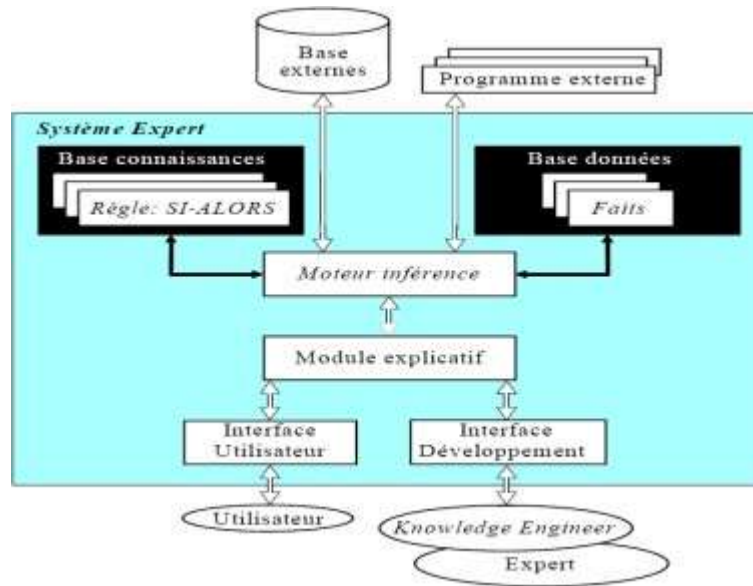 Base
externes
Programme externe
Système Expert
Base connaissances
Règle: SI-ALORS
Base données
Faits
Moteur inférence
Module explicatif
Interface
Utilisateur
Interface
Développement
Utilisateur
Knowledge Engineer
Expert